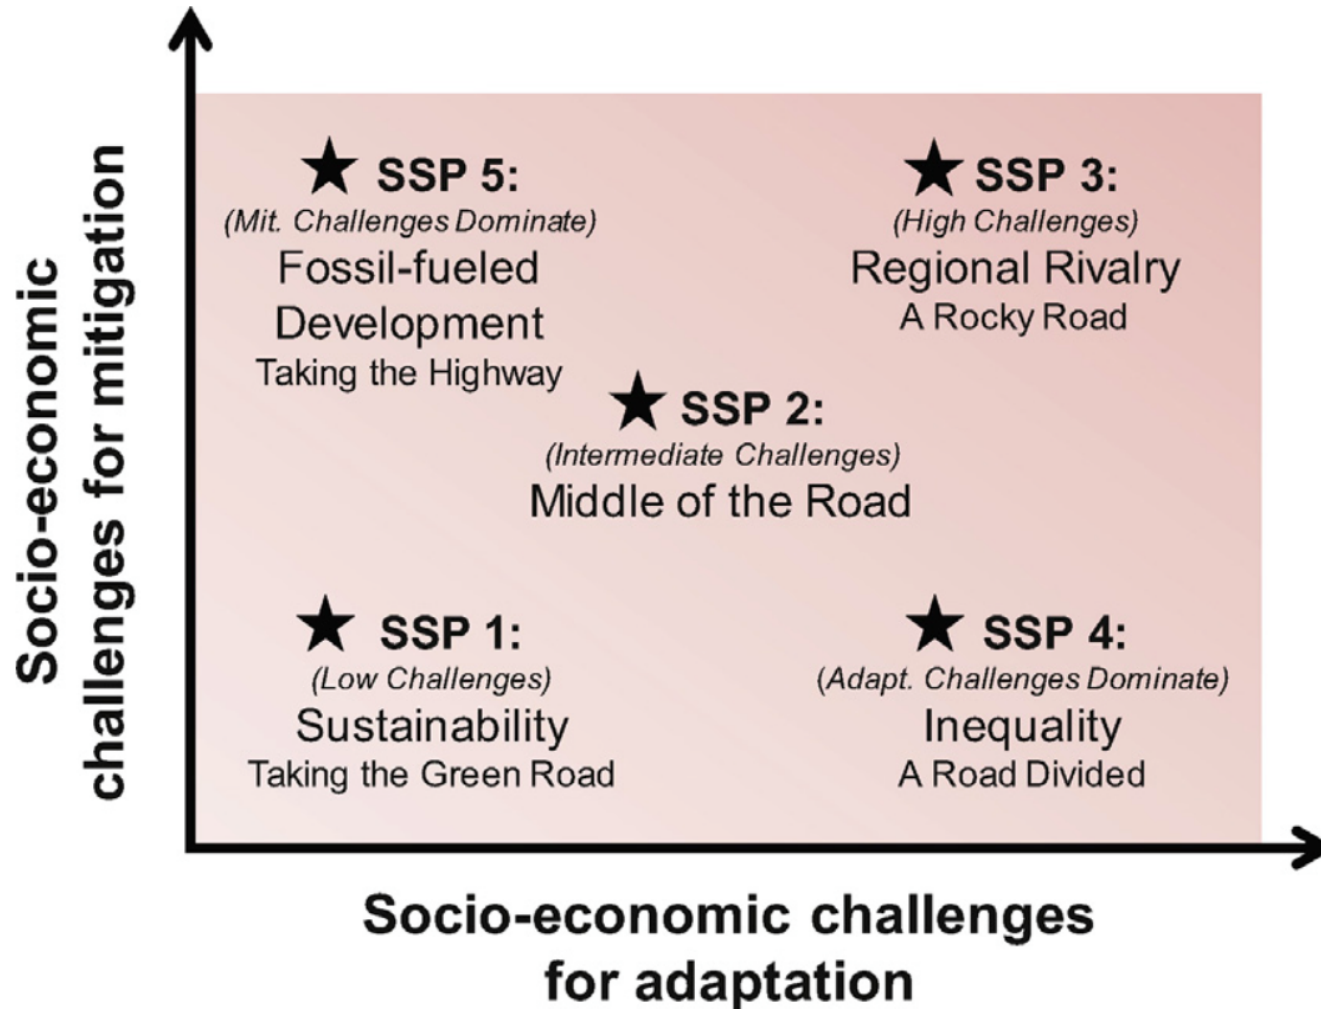 Socio-economic
challenges for mitigation
SSP 5:
(Mit. Challenges Dominate)
Fossil-fueled
Development
Taking the Highway
SSP 3:
(High Challenges)
Regional Rivalry
A Rocky Road
SSP 2:
(Intermediate Challenges)
Middle of the Road
SSP 1:
(Low Challenges)
Sustainability
Taking the Green Road
SSP 4:
(Adapt. Challenges Dominate)
Inequality
A Road Divided
Socio-economic challenges
for adaptation